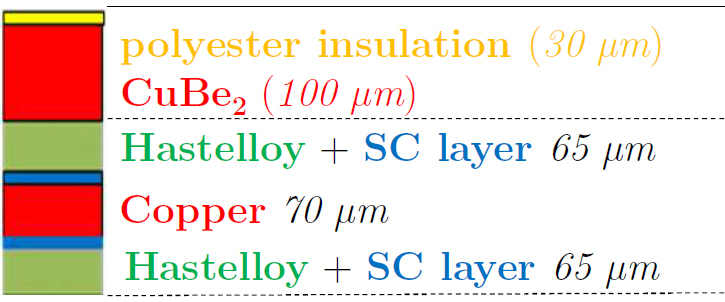 polyester insulation (30 μm)
CuBe₂ (100 μm)
Hastelloy + SC layer 65 μm
Copper 70 μm
Hastelloy + SC layer 65 μm